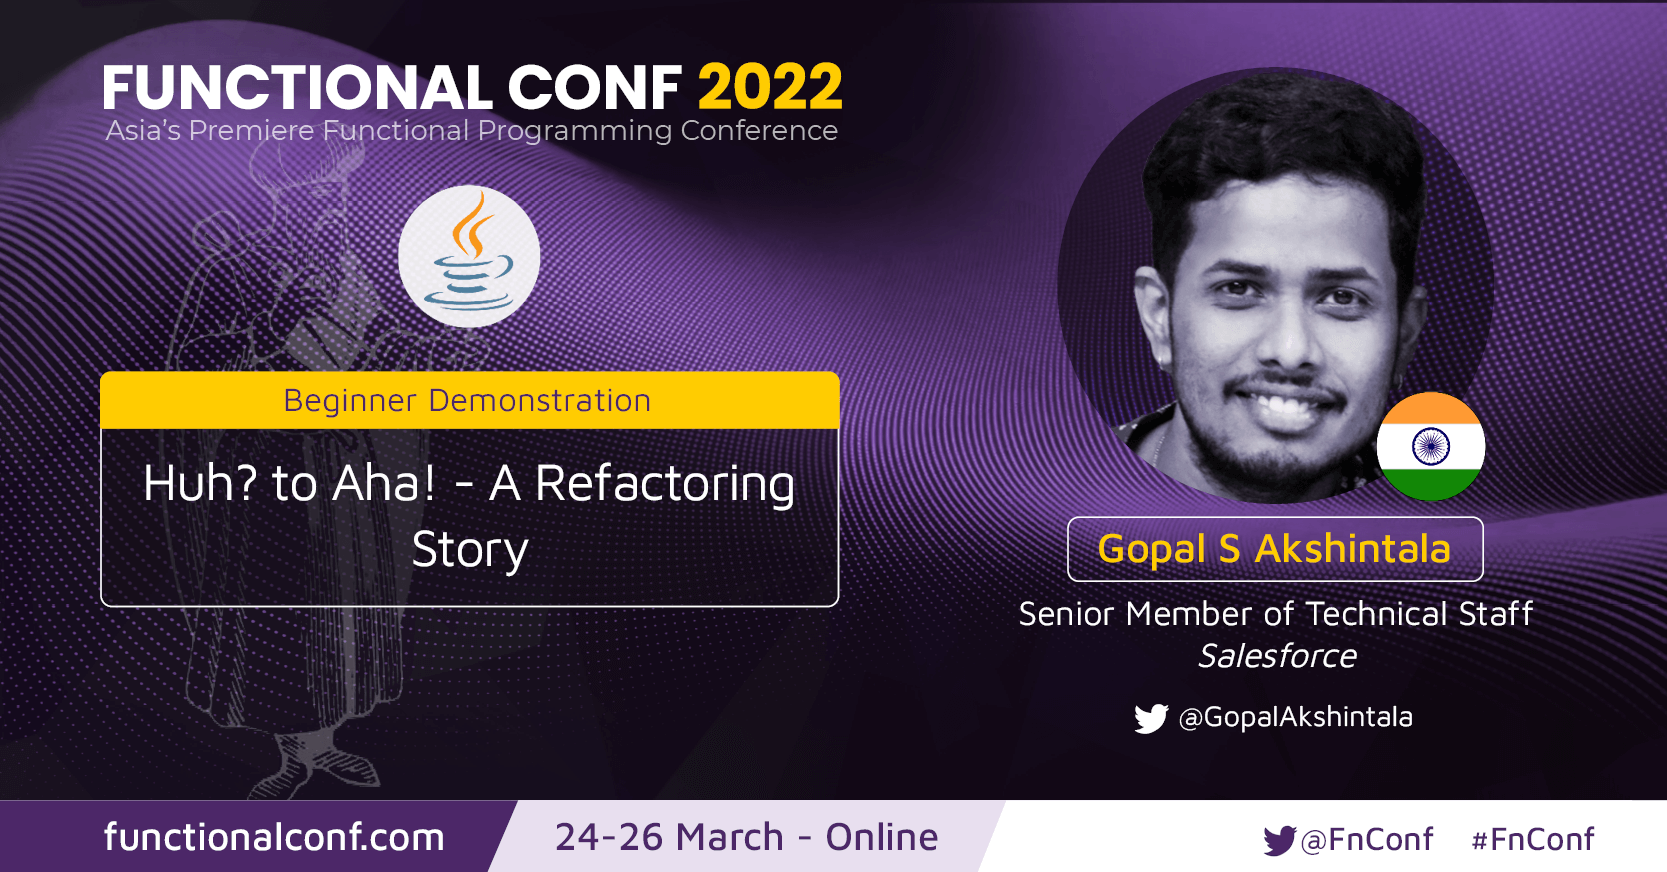 FUNCTIONAL CONF 2022
Asia's Premiere Functional Programming Conference
Beginner Demonstration
Huh? to Aha! - A Refactoring
Story
Gopal S Akshintala
Senior Member of Technical Staff
Salesforce
@GopalAkshintala
functionalconf.com
24-26 March - Online
@FnConf #FnConf